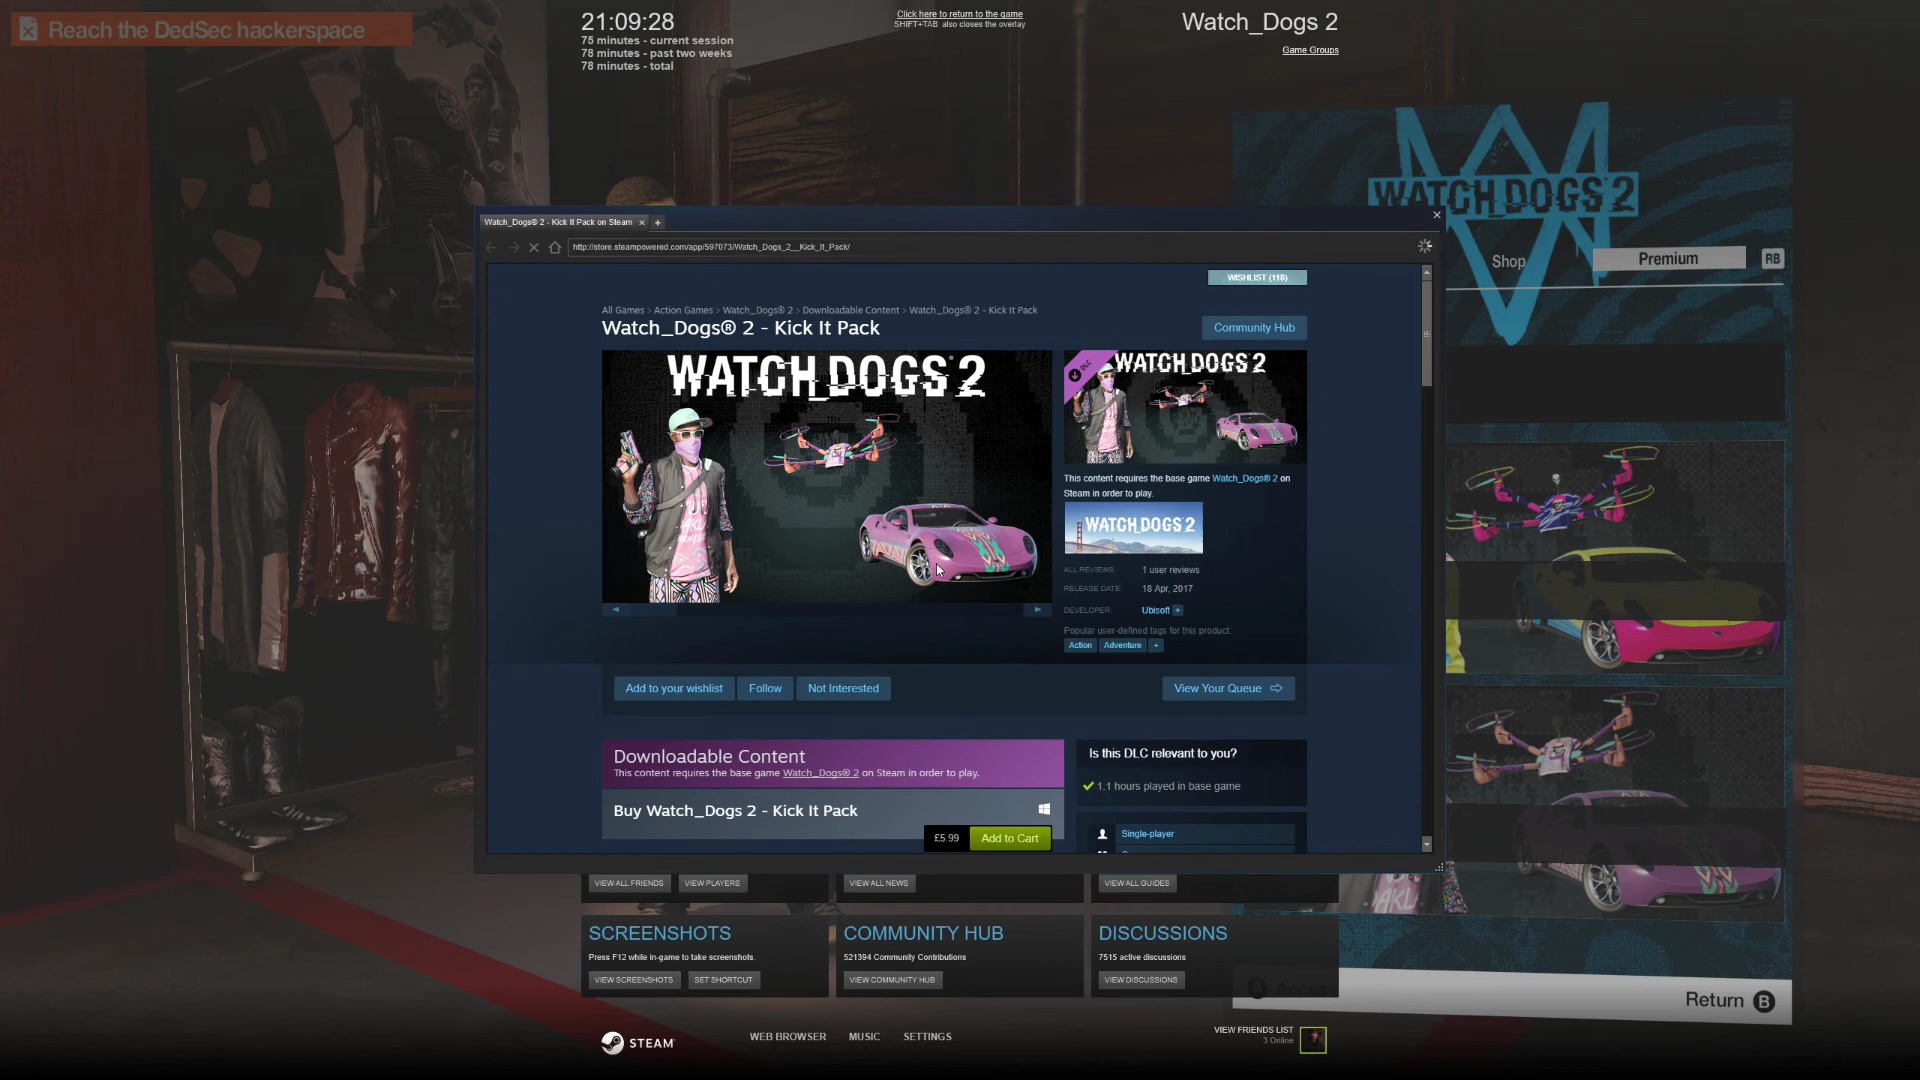 Reach the DedSec hackerspace
21:09:28
75 minutes - current session
78 minutes - past two weeks
78 minutes - total
Click here to return to the game
SHIFT+TAB also closes the overlay
Watch_Dogs 2
Game Groups
WATCH_DOGS 2
Shop
Premium
RB
Watch_Dogs® 2 - Kick It Pack on Steam
http://store.steampowered.com/app/597073/Watch_Dogs_2__Kick_It_Pack/
WISHLIST (118)
All Games > Action Games > Watch_Dogs® 2 > Downloadable Content > Watch_Dogs® 2 - Kick It Pack
Watch_Dogs® 2 - Kick It Pack
Community Hub
WATCH_DOGS 2
DLC
WATCH_DOGS 2
This content requires the base game Watch_Dogs® 2 on
Steam in order to play.
WATCH_DOGS 2
ALL REVIEWS: 1 user reviews
RELEASE DATE: 18 Apr, 2017
DEVELOPER: Ubisoft +
Popular user-defined tags for this product:
Action Adventure +
Add to your wishlist
Follow
Not Interested
View Your Queue
Downloadable Content
This content requires the base game Watch_Dogs® 2 on Steam in order to play.
Buy Watch_Dogs 2 - Kick It Pack
£5.99
Add to Cart
Is this DLC relevant to you?
1.1 hours played in base game
Single-player
VIEW ALL FRIENDS
VIEW PLAYERS
VIEW ALL NEWS
VIEW ALL GUIDES
SCREENSHOTS
Press F12 while in-game to take screenshots.
VIEW SCREENSHOTS
SET SHORTCUT
COMMUNITY HUB
521394 Community Contributions
VIEW COMMUNITY HUB
DISCUSSIONS
7515 active discussions
VIEW DISCUSSIONS
A Access
Return B
STEAM
WEB BROWSER
MUSIC
SETTINGS
VIEW FRIENDS LIST
3 Online